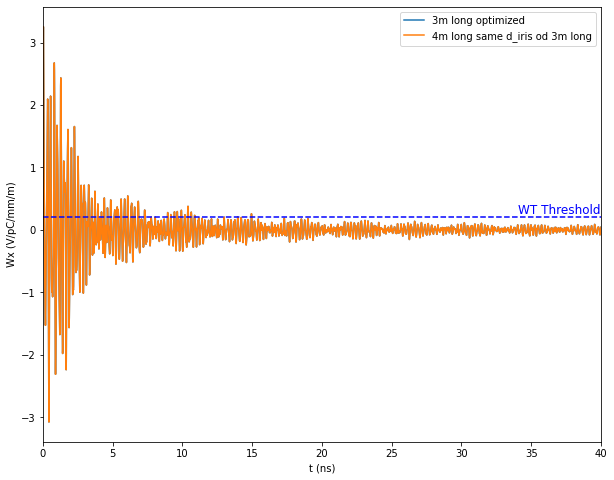 3m long optimized
4m long same d_iris od 3m long
WT Threshold
Wx (V/pC/mm/m)
3
2
1
0
−1
−2
−3
0 5 10 15 20 25 30 35 40
t (ns)